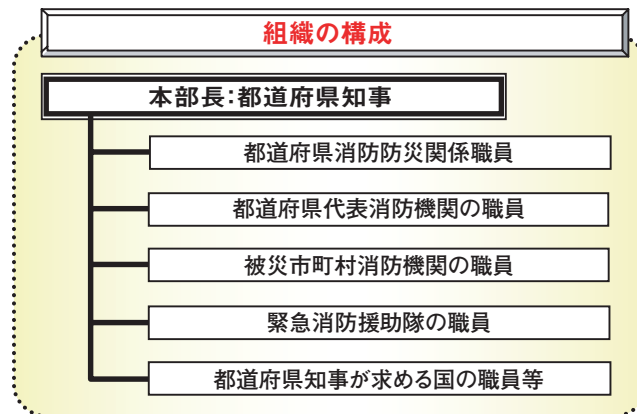 組織の構成
本部長：都道府県知事
都道府県消防防災関係職員
都道府県代表消防機関の職員
被災市町村消防機関の職員
緊急消防援助隊の職員
都道府県知事が求める国の職員等